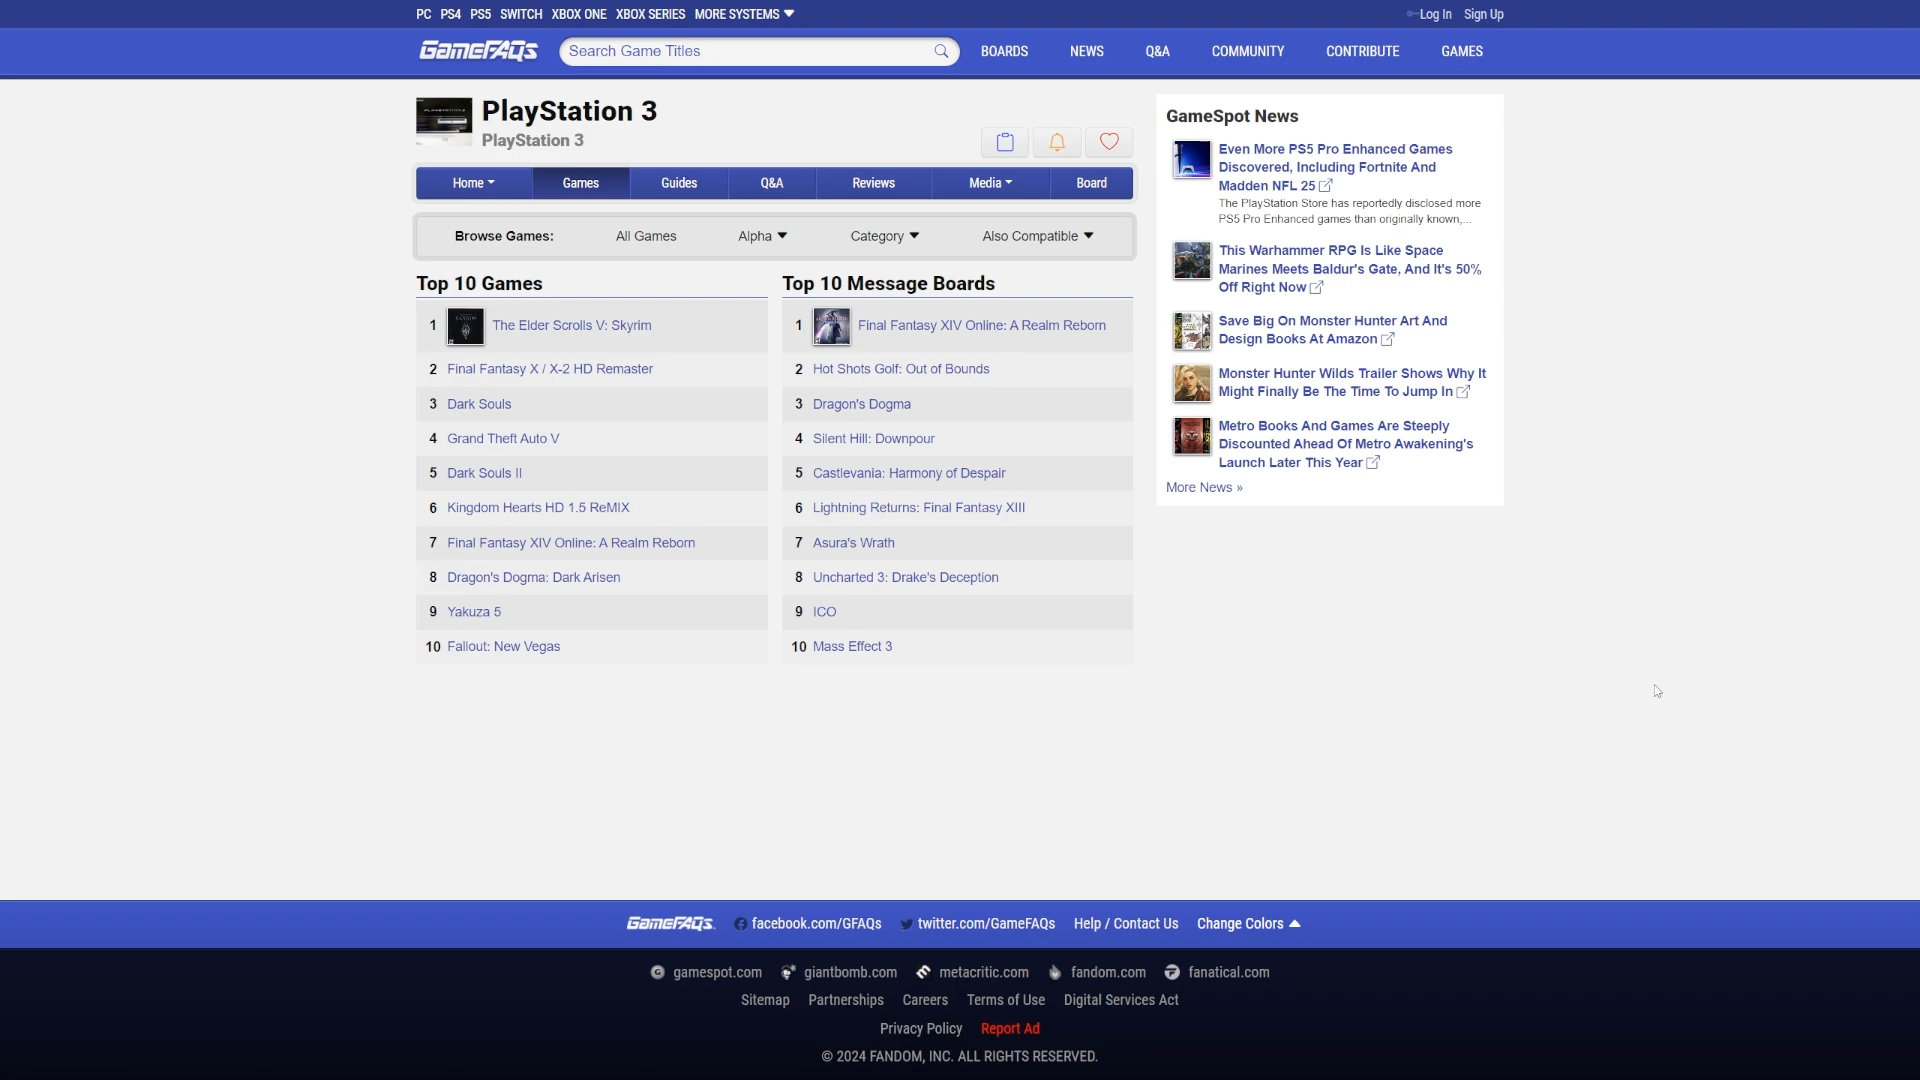 PC PS4 PS5 SWITCH XBOX ONE XBOX SERIES MORE SYSTEMS
Log In Sign Up
GameFAQs
Search Game Titles
BOARDS NEWS Q&A COMMUNITY CONTRIBUTE GAMES
PlayStation 3
PlayStation 3
Home Games Guides Q&A Reviews Media Board
Browse Games: All Games Alpha Category Also Compatible
Top 10 Games
1 The Elder Scrolls V: Skyrim
2 Final Fantasy X / X-2 HD Remaster
3 Dark Souls
4 Grand Theft Auto V
5 Dark Souls II
6 Kingdom Hearts HD 1.5 ReMIX
7 Final Fantasy XIV Online: A Realm Reborn
8 Dragon's Dogma: Dark Arisen
9 Yakuza 5
10 Fallout: New Vegas
Top 10 Message Boards
1 Final Fantasy XIV Online: A Realm Reborn
2 Hot Shots Golf: Out of Bounds
3 Dragon's Dogma
4 Silent Hill: Downpour
5 Castlevania: Harmony of Despair
6 Lightning Returns: Final Fantasy XIII
7 Asura's Wrath
8 Uncharted 3: Drake's Deception
9 ICO
10 Mass Effect 3
GameSpot News
Even More PS5 Pro Enhanced Games
Discovered, Including Fortnite And
Madden NFL 25
The PlayStation Store has reportedly disclosed more
PS5 Pro Enhanced games than originally known,...
This Warhammer RPG Is Like Space
Marines Meets Baldur's Gate, And It's 50%
Off Right Now
Save Big On Monster Hunter Art And
Design Books At Amazon
Monster Hunter Wilds Trailer Shows Why It
Might Finally Be The Time To Jump In
Metro Books And Games Are Steeply
Discounted Ahead Of Metro Awakening's
Launch Later This Year
More News »
GameFAQs. facebook.com/GFAQs twitter.com/GameFAQs Help / Contact Us Change Colors
gamespot.com giantbomb.com metacritic.com fandom.com fanatical.com
Sitemap Partnerships Careers Terms of Use Digital Services Act
Privacy Policy Report Ad
© 2024 FANDOM, INC. ALL RIGHTS RESERVED.